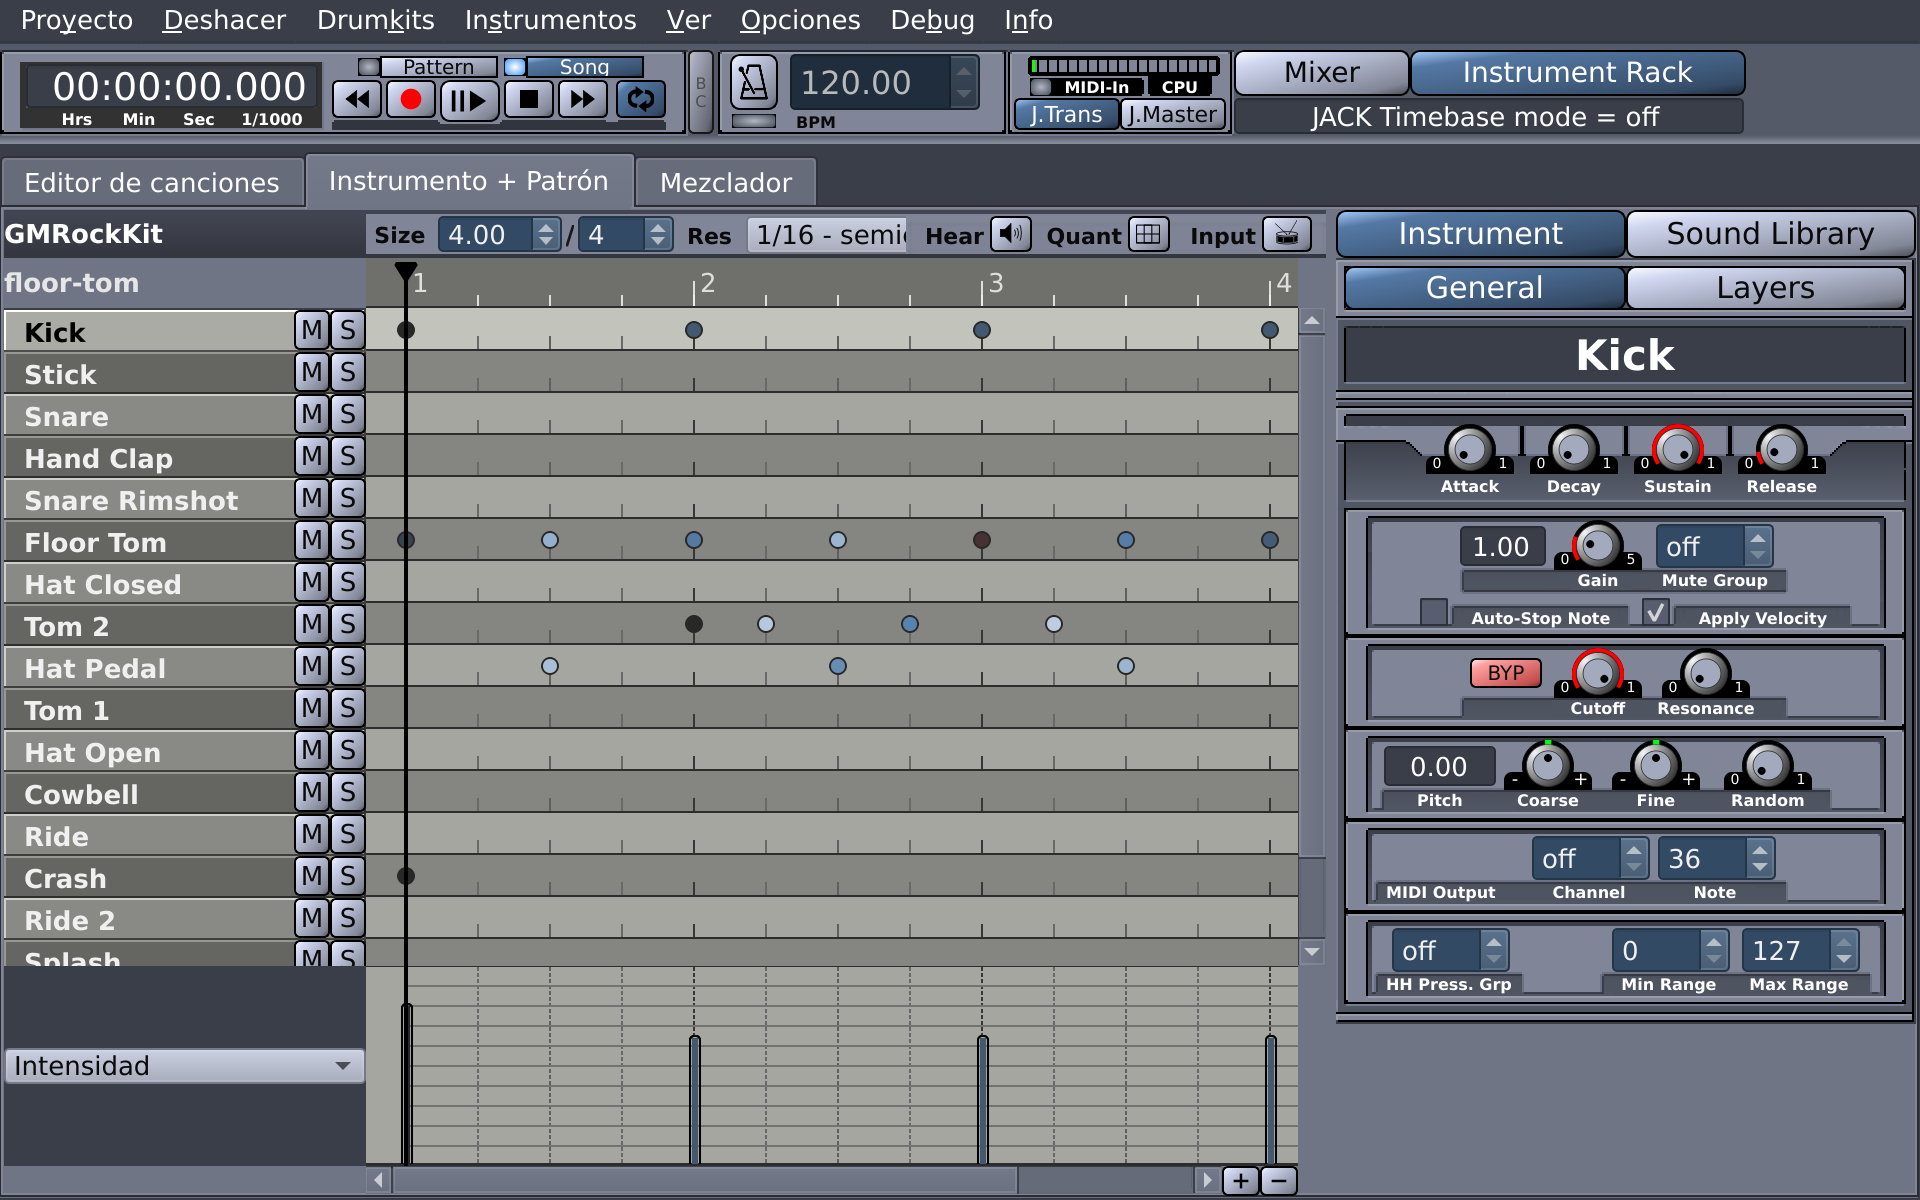 Proyecto Deshacer Drumkits Instrumentos Ver Opciones Debug Info
00:00:00.000
Hrs Min Sec 1/1000
Pattern Song
B
C
120.00
BPM
MIDI-In CPU
J.Trans J.Master
Mixer Instrument Rack
JACK Timebase mode = off
Editor de canciones Instrumento + Patrón Mezclador
GMRockKit
floor-tom
Size 4.00 / 4 Res 1/16 - semi Hear Quant Input
1 2 3 4
Kick M S
Stick M S
Snare M S
Hand Clap M S
Snare Rimshot M S
Floor Tom M S
Hat Closed M S
Tom 2 M S
Hat Pedal M S
Tom 1 M S
Hat Open M S
Cowbell M S
Ride M S
Crash M S
Ride 2 M S
Splash M S
Intensidad
+ −
Instrument Sound Library
General Layers
Kick
0 1 0 1 0 1 0 1
Attack Decay Sustain Release
1.00 0 5 off
Gain Mute Group
Auto-Stop Note Apply Velocity
BYP 0 1 0 1
Cutoff Resonance
0.00 - + - + 0 1
Pitch Coarse Fine Random
off 36
MIDI Output Channel Note
off 0 127
HH Press. Grp Min Range Max Range